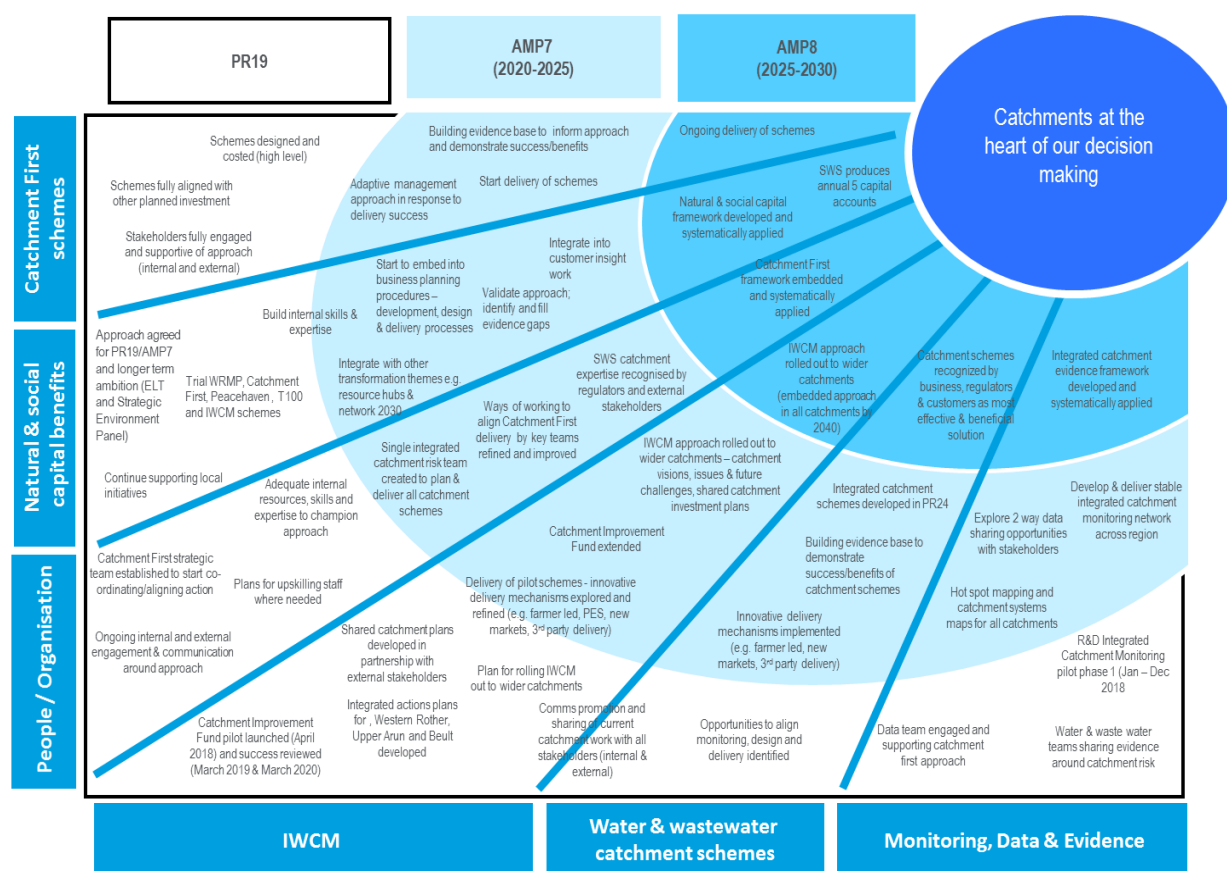 PR19
AMP7
(2020-2025)
AMP8
(2025-2030)
Catchments at the
heart of our decision
making
Catchment First
schemes
Natural & social
capital benefits
People / Organisation
Schemes designed and
costed (high level)
Schemes fully aligned with
other planned investment
Stakeholders fully engaged
and supportive of approach
(internal and external)
Building evidence base to inform approach
and demonstrate success/benefits
Adaptive management
approach in response to
delivery success
Start delivery of schemes
Ongoing delivery of schemes
SWS produces
annual 5 capital
accounts
Natural & social capital
framework developed and
systematically applied
Integrate into
customer insight
work
Start to embed into
business planning
procedures –
development, design
& delivery processes
Validate approach;
identify and fill
evidence gaps
Catchment First
framework embedded
and systematically
applied
Build internal skills &
expertise
Approach agreed
for PR19/AMP7
and longer term
ambition (ELT
and Strategic
Environment
Panel)
Trial WRMP, Catchment
First, Peacehaven, T100
and IWCM schemes
Continue supporting local
initiatives
Integrate with other
transformation themes e.g.
resource hubs &
network 2030
SWS catchment
expertise recognised by
regulators and external
stakeholders
Ways of working to
align Catchment First
delivery by key teams
refined and improved
Single integrated
catchment risk team
created to plan &
deliver all catchment
schemes
Adequate internal
resources, skills and
expertise to champion
approach
IWCM approach
rolled out to wider
catchments
(embedded approach
in all catchments by
2040)
Catchment schemes
recognized by
business, regulators
& customers as most
effective & beneficial
solution
Integrated catchment
evidence framework
developed and
systematically applied
IWCM approach rolled out to
wider catchments – catchment
visions, issues & future
challenges, shared catchment
investment plans
Catchment Improvement
Fund extended
Integrated catchment
schemes developed in PR24
Building evidence base to
demonstrate
success/benefits of
catchment schemes
Explore 2 way data
sharing opportunities
with stakeholders
Develop & deliver stable
integrated catchment
monitoring network
across region
Hot spot mapping and
catchment systems
maps for all catchments
Catchment First strategic
team established to start co-
ordinating/aligning action
Plans for upskilling staff
where needed
Ongoing internal and external
engagement & communication
around approach
Delivery of pilot schemes - innovative
delivery mechanisms explored and
refined (e.g. farmer led, PES, new
markets, 3rd party delivery)
Innovative delivery
mechanisms implemented
(e.g. farmer led, new
markets, 3rd party delivery)
Shared catchment plans
developed in
partnership with
external stakeholders
Plan for rolling IWCM
out to wider catchments
Integrated actions plans
for , Western Rother,
Upper Arun and Beult
developed
Catchment Improvement
Fund pilot launched (April
2018) and success reviewed
(March 2019 & March 2020)
Comms promotion and
sharing of current
catchment work with all
stakeholders (internal &
external)
Opportunities to align
monitoring, design and
delivery identified
Data team engaged and
supporting catchment
first approach
R&D Integrated
Catchment Monitoring
pilot phase 1 (Jan – Dec
2018
Water & waste water
teams sharing evidence
around catchment risk
IWCM
Water & wastewater
catchment schemes
Monitoring, Data & Evidence